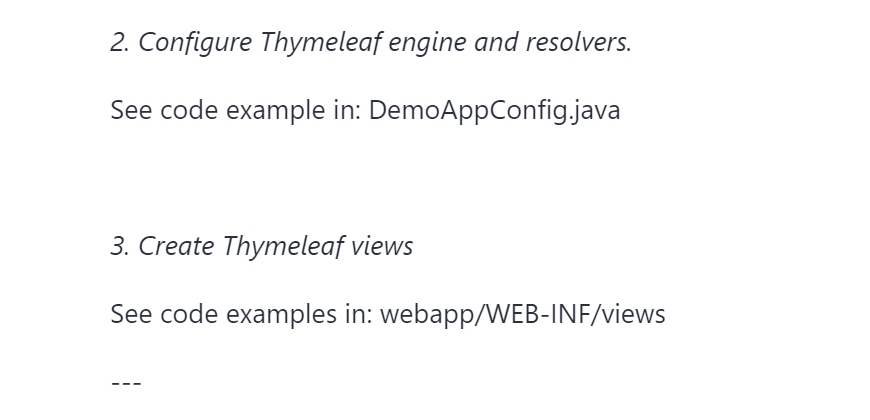 2. Configure Thymeleaf engine and resolvers.
See code example in: DemoAppConfig.java
3. Create Thymeleaf views
See code examples in: webapp/WEB-INF/views
---